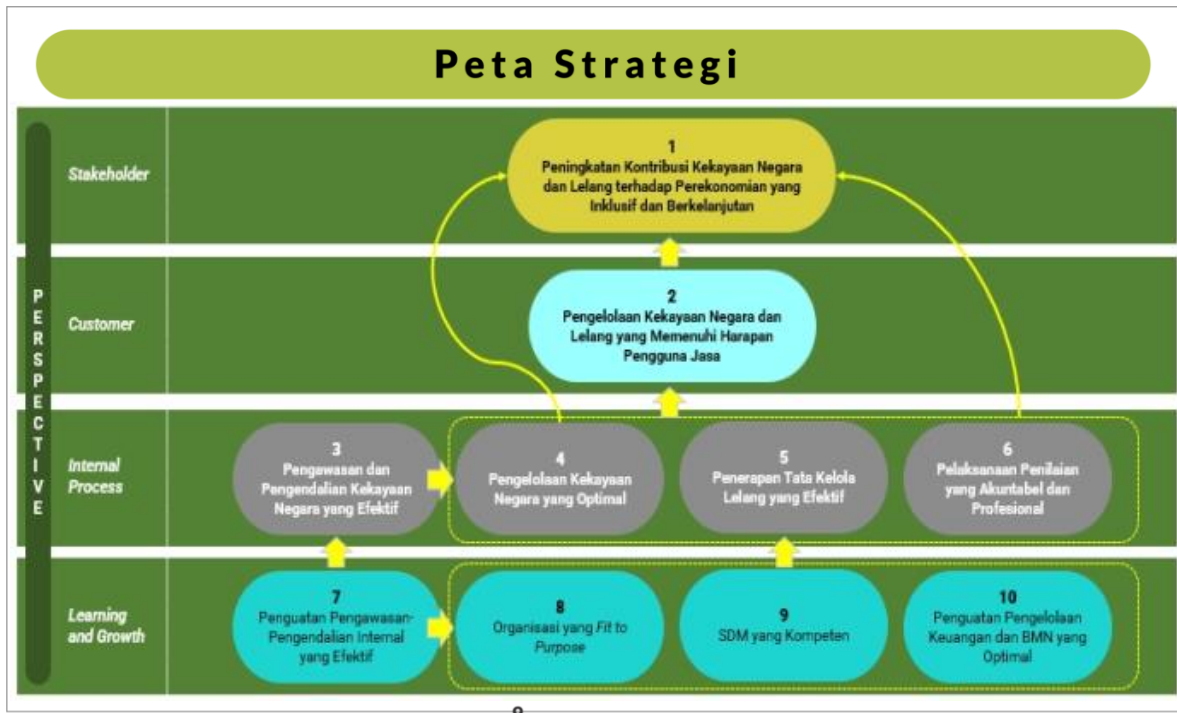 Peta Strategi
PERSPECTIVE
Stakeholder
1
Peningkatan Kontribusi Kekayaan Negara
dan Lelang terhadap Perekonomian yang
Inklusif dan Berkelanjutan
Customer
2
Pengelolaan Kekayaan Negara dan
Lelang yang Memenuhi Harapan
Pengguna Jasa
Internal
Process
3
Pengawasan dan
Pengendalian Kekayaan
Negara yang Efektif
4
Pengelolaan Kekayaan
Negara yang Optimal
5
Penerapan Tata Kelola
Lelang yang Efektif
6
Pelaksanaan Penilaian
yang Akuntabel dan
Profesional
Learning
and Growth
7
Penguatan Pengawasan-
Pengendalian Internal
yang Efektif
8
Organisasi yang Fit to
Purpose
9
SDM yang Kompeten
10
Penguatan Pengelolaan
Keuangan dan BMN yang
Optimal